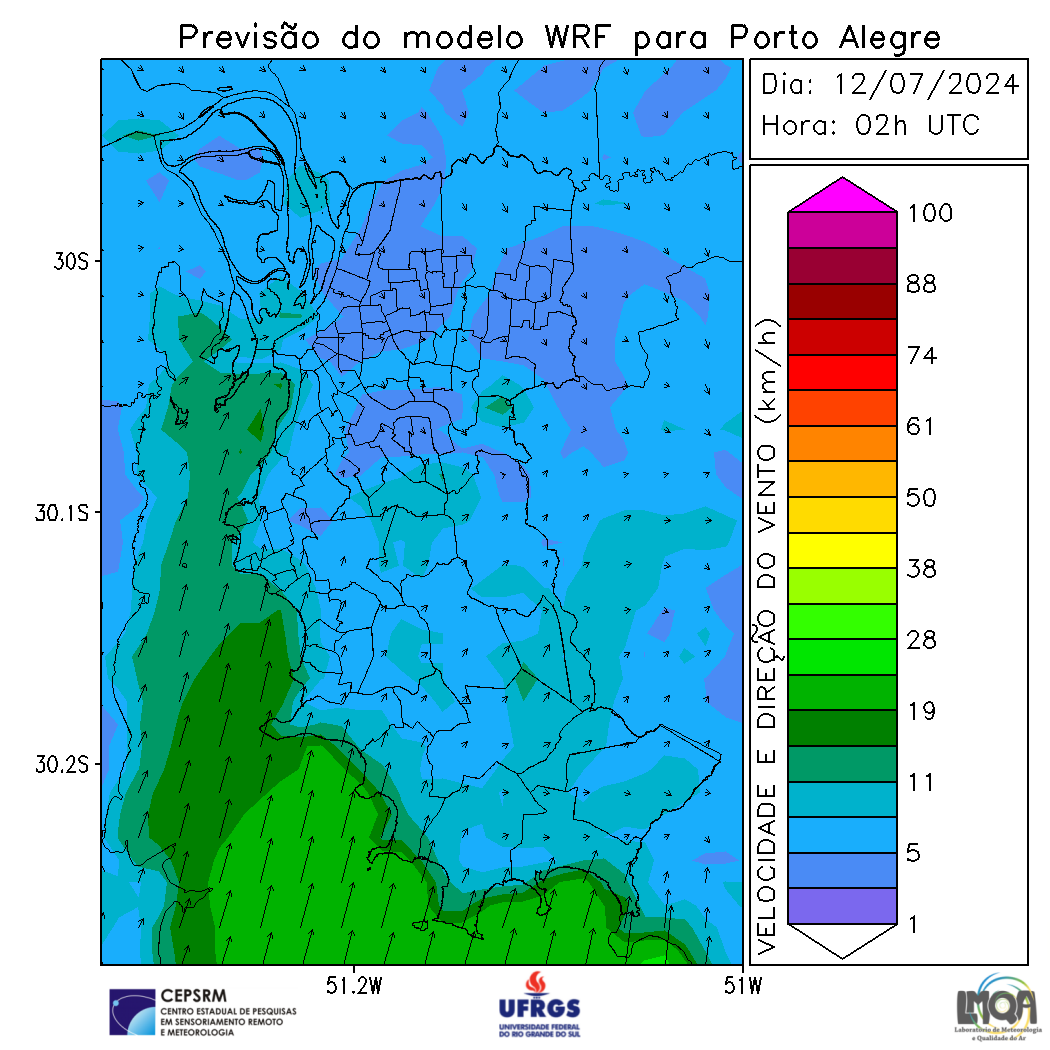 Previsão do modelo WRF para Porto Alegre
Dia: 12/07/2024
Hora: 02h UTC
30S
30.1S
30.2S
51.2W
51W
VELOCIDADE E DIREÇÃO DO VENTO (km/h)
100
88
74
61
50
38
28
19
11
5
1
CEPSRM
CENTRO ESTADUAL DE PESQUISAS
EM SENSORIAMENTO REMOTO
E METEOROLOGIA
UFRGS
UNIVERSIDADE FEDERAL
DO RIO GRANDE DO SUL
LMQA
Laboratório de Meteorologia
e Qualidade do Ar